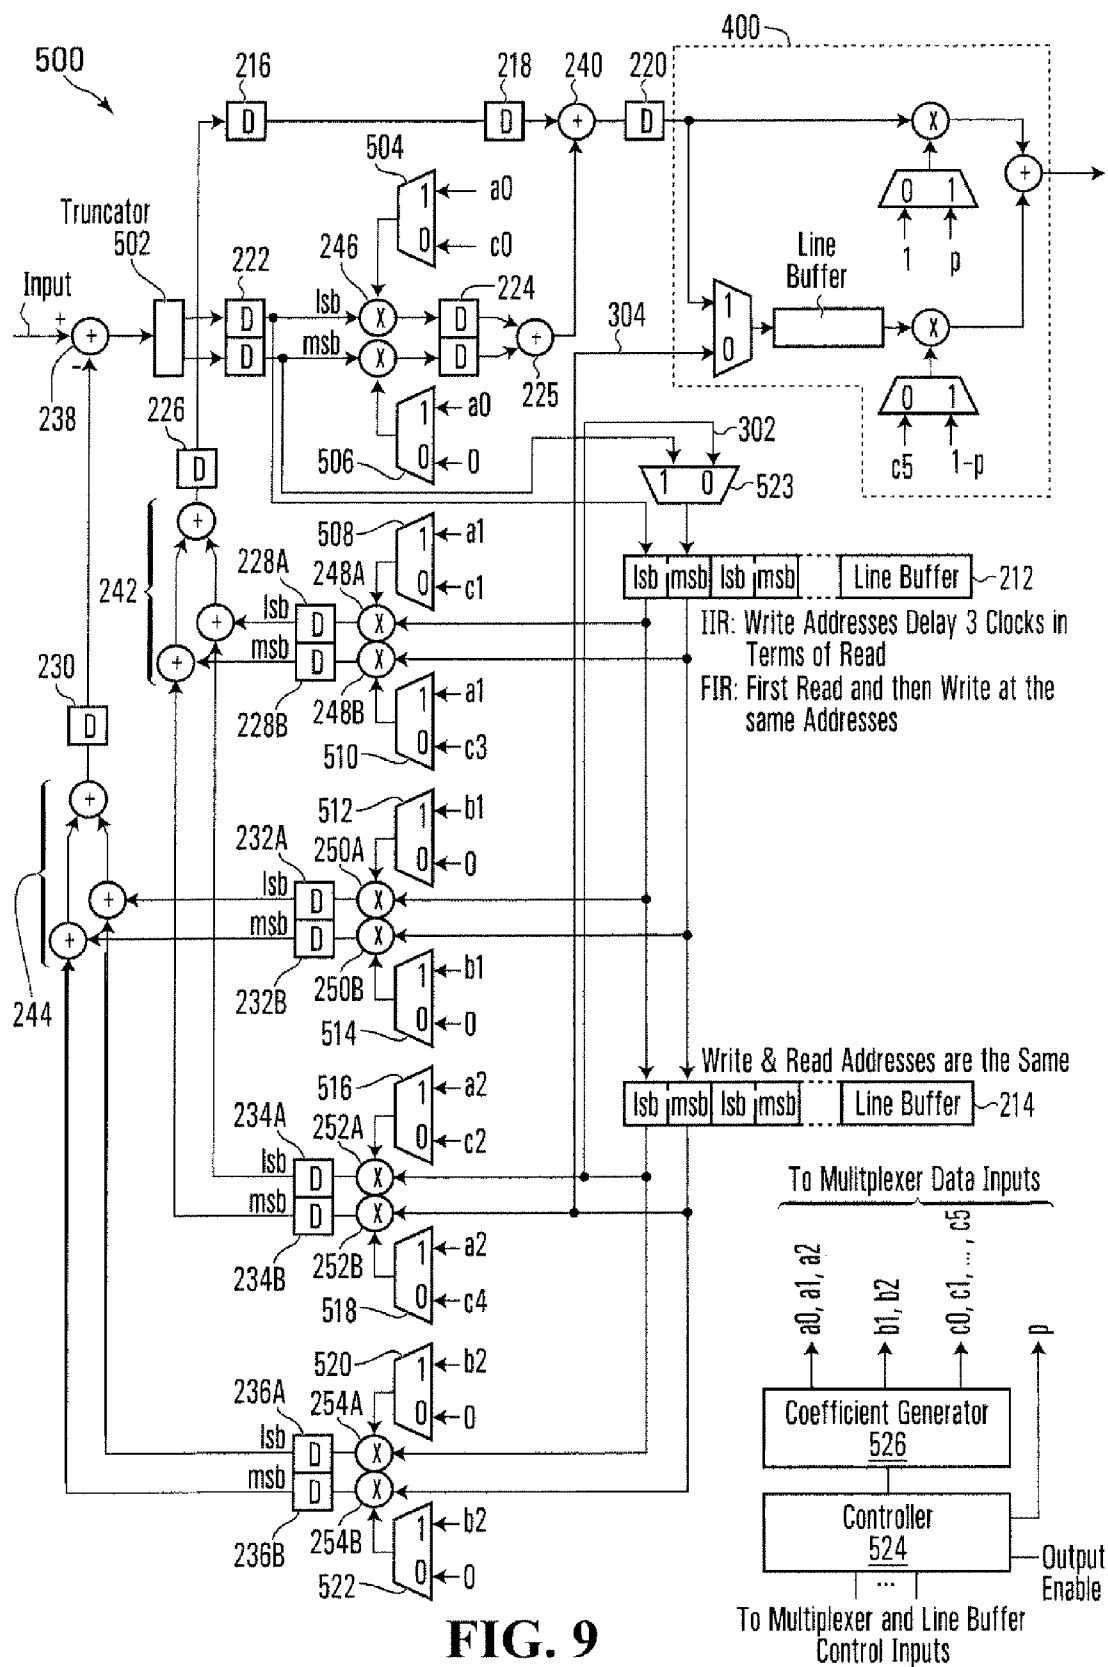 500
216
218
240
220
400
D
D
+
D
X
504
1
a0
0
c0
0
1
+
1
p
Truncator
502
222
246
224
Line
Buffer
Input
+
+
-
238
D
lsb
X
D
+
225
304
1
0
X
D
msb
X
D
226
D
1
a0
0
0
506
0
1
c5
1-p
302
1
0
523
+
242
508
1
a1
0
c1
228A
248A
lsb
msb
lsb
msb
Line Buffer
212
+
lsb
D
X
+
msb
D
X
IIR: Write Addresses Delay 3 Clocks in
Terms of Read
FIR: First Read and then Write at the
same Addresses
230
D
228B
248B
1
a1
0
c3
510
+
512
1
b1
0
0
232A
250A
+
lsb
D
X
+
msb
D
X
244
232B
250B
1
b1
0
0
514
Write & Read Addresses are the Same
516
1
a2
0
c2
lsb
msb
lsb
msb
Line Buffer
214
234A
252A
lsb
D
X
msb
D
X
234B
252B
1
a2
0
c4
518
To Mulitplexer Data Inputs
a0, a1, a2
b1, b2
c0, c1, ..., c5
p
520
1
b2
0
0
236A
254A
lsb
D
X
msb
D
X
236B
254B
1
b2
0
0
522
Coefficient Generator
526
Controller
524
Output
Enable
...
To Multiplexer and Line Buffer
Control Inputs
FIG. 9